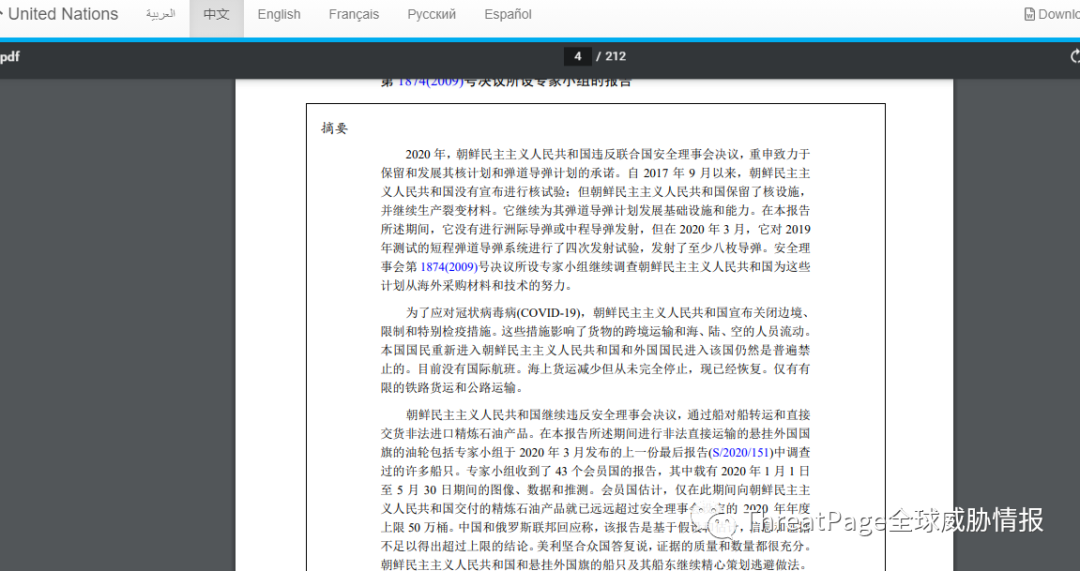 United Nations العربية 中文 English Français Русский Español Downlo
pdf 4 / 212
第 1874(2009)号决议所设专家小组的报告
摘要
2020 年，朝鲜民主主义人民共和国违反联合国安全理事会决议，重申致力于
保留和发展其核计划和弹道导弹计划的承诺。自 2017 年 9 月以来，朝鲜民主主
义人民共和国没有宣布进行核试验；但朝鲜民主主义人民共和国保留了核设施，
并继续生产裂变材料。它继续为其弹道导弹计划发展基础设施和能力。在本报告
所述期间，它没有进行洲际导弹或中程导弹发射，但在 2020 年 3 月，它对 2019
年测试的短程弹道导弹系统进行了四次发射试验，发射了至少八枚导弹。安全理
事会第 1874(2009)号决议所设专家小组继续调查朝鲜民主主义人民共和国为这些
计划从海外采购材料和技术的努力。
为了应对冠状病毒病(COVID-19)，朝鲜民主主义人民共和国宣布关闭边境、
限制和特别检疫措施。这些措施影响了货物的跨境运输和海、陆、空的人员流动。
本国国民重新进入朝鲜民主主义人民共和国和外国国民进入该国仍然是普遍禁
止的。目前没有国际航班。海上货运减少但从未完全停止，现已经恢复。仅有有
限的铁路货运和公路运输。
朝鲜民主主义人民共和国继续违反安全理事会决议，通过船对船转运和直接
交货非法进口精炼石油产品。在本报告所述期间进行非法直接运输的悬挂外国国
旗的油轮包括专家小组于 2020 年 3 月发布的上一份最后报告(S/2020/151)中调查
过的许多船只。专家小组收到了 43 个会员国的报告，其中载有 2020 年 1 月 1 日
至 5 月 30 日期间的图像、数据和推测。会员国估计，仅在此期间向朝鲜民主主
义人民共和国交付的精炼石油产品就已远远超过安全理事会 的 2020 年年度
上限 50 万桶。中国和俄罗斯联邦回应称，该报告是基于假
不足以得出超过上限的结论。美利坚合众国答复说，证据的质量和数量都很充分。
朝鲜民主主义人民共和国和悬挂外国旗的船只及其船东继续精心策划逃避做法。
ThreatPage全球威胁情报